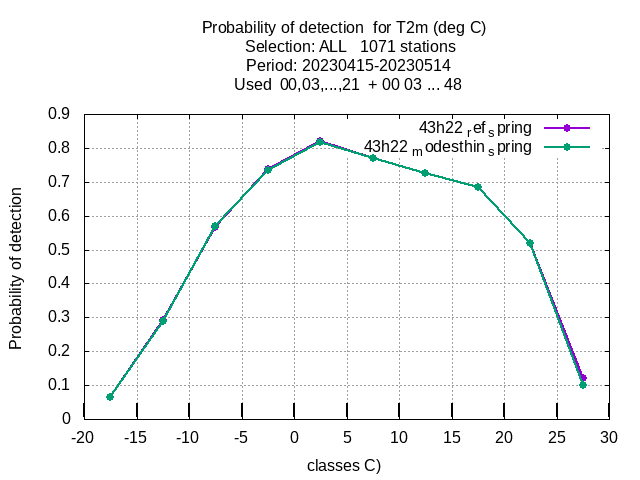 Probability of detection  for T2m (deg C)
Selection: ALL   1071 stations
Period: 20230415-20230514
Used  00,03,...,21  + 00 03 ... 48
0.9
43h22 ref spring
0.8
43h22 modesthin spring
0.7
0.6
0.5
0.4
0.3
0.2
0.1
0
Probability of detection
-20 -15 -10 -5 0 5 10 15 20 25 30
classes C)